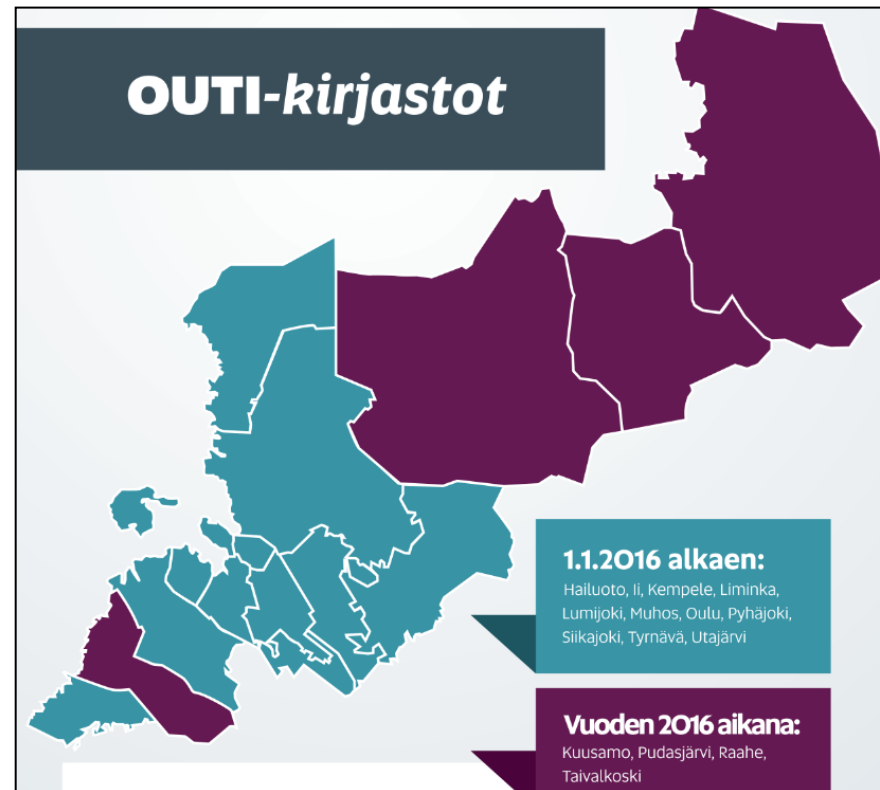 OUTI-kirjastot
1.1.2016 alkaen:
Hailuoto, Ii, Kempele, Liminka,
Lumijoki, Muhos, Oulu, Pyhäjoki,
Siikajoki, Tyrnävä, Utajärvi
Vuoden 2016 aikana:
Kuusamo, Pudasjärvi, Raahe,
Taivalkoski